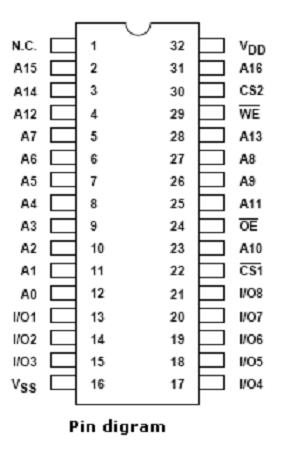 N.C. 1 32 VDD
A15 2 31 A16
A14 3 30 CS2
A12 4 29 WE
A7 5 28 A13
A6 6 27 A8
A5 7 26 A9
A4 8 25 A11
A3 9 24 OE
A2 10 23 A10
A1 11 22 CS1
A0 12 21 I/O8
I/O1 13 20 I/O7
I/O2 14 19 I/O6
I/O3 15 18 I/O5
VSS 16 17 I/O4
Pin digram